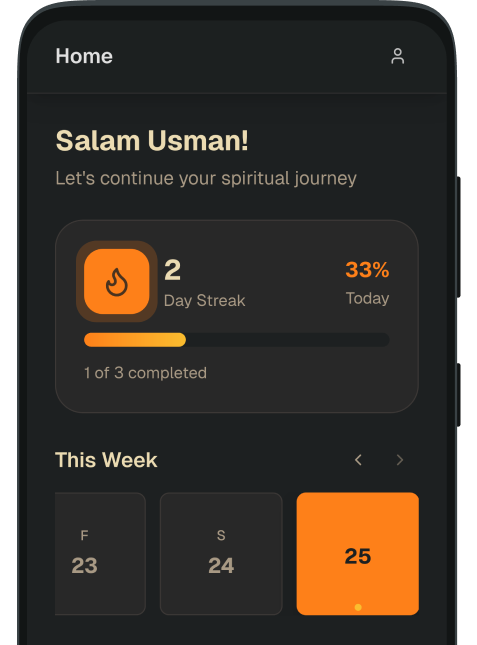 Home
Salam Usman!
Let's continue your spiritual journey
2
Day Streak
33%
Today
1 of 3 completed
This Week
F
23
S
24
25